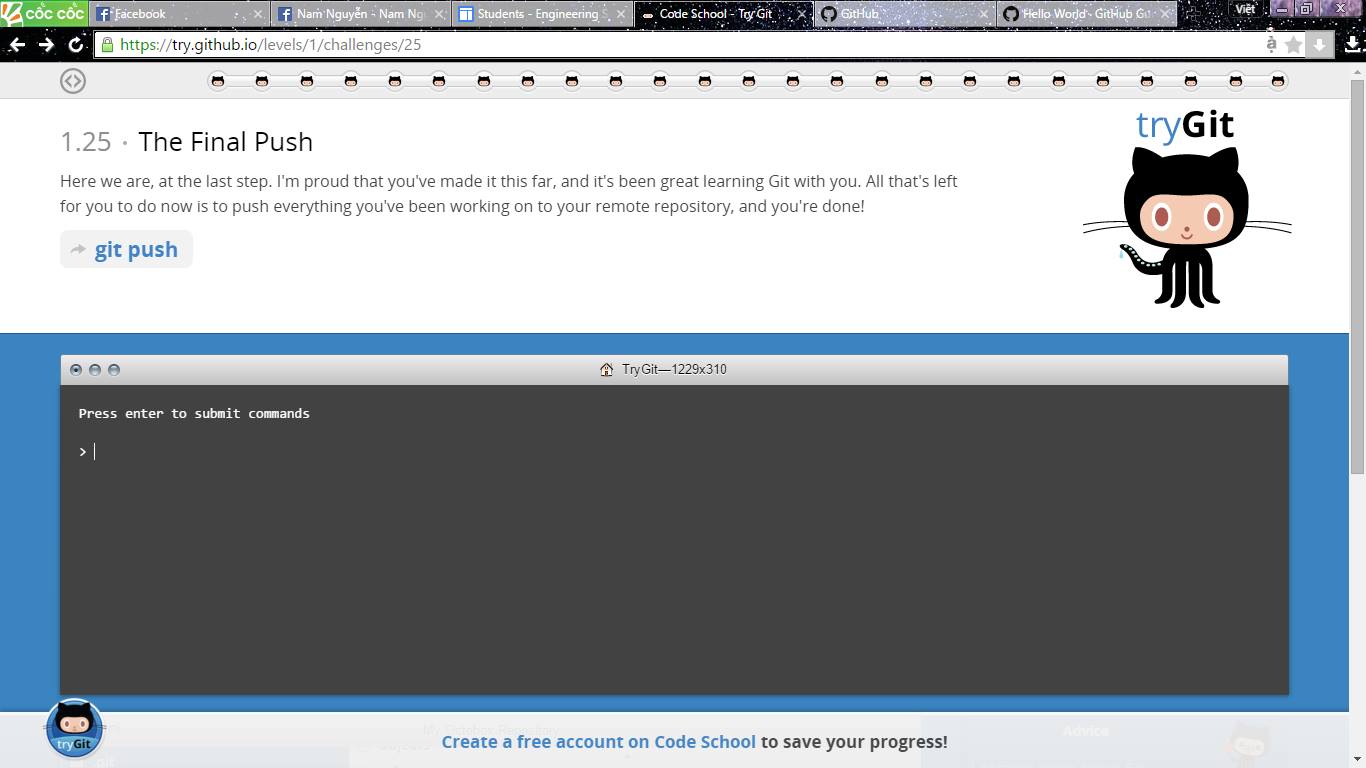 cốc cốc
Facebook
Nam Nguyễn - Nam Ng
Students - Engineering S
Code School - Try Git
GitHub
Hello World · GitHub Gu
Việt
https://try.github.io/levels/1/challenges/25
1.25 · The Final Push
Here we are, at the last step. I'm proud that you've made it this far, and it's been great learning Git with you. All that's left
for you to do now is to push everything you've been working on to your remote repository, and you're done!
git push
tryGit
TryGit—1229x310
Press enter to submit commands
>
tryGit
Create a free account on Code School to save your progress!
Advice
.git